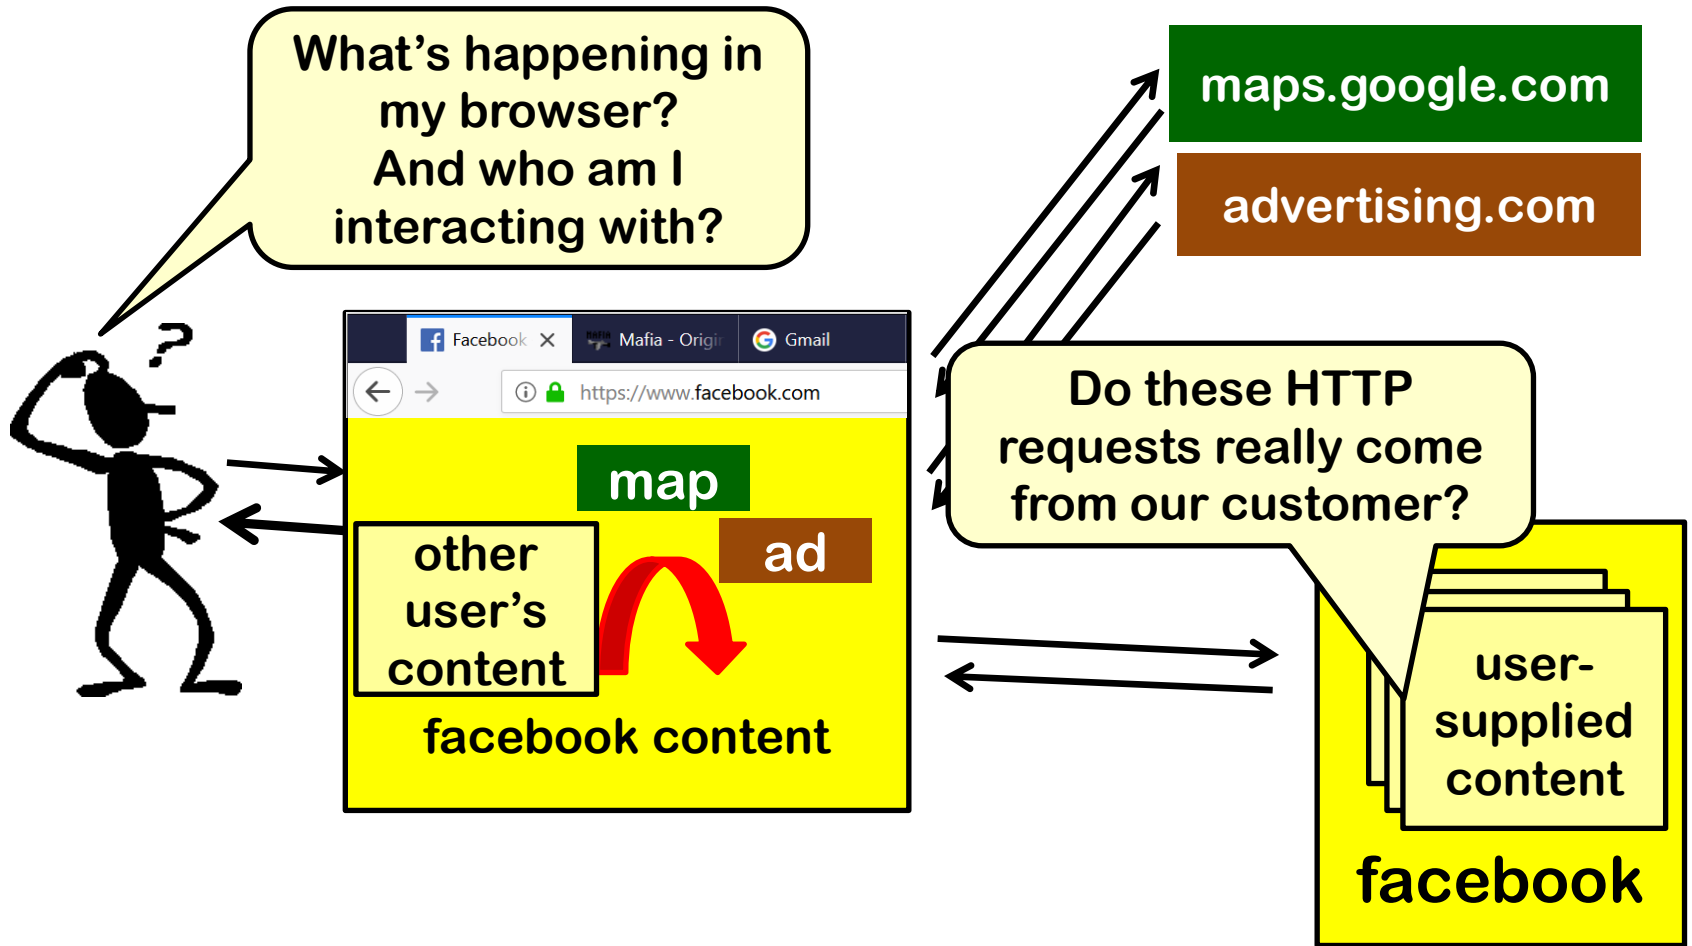 What's happening in
my browser?
And who am I
interacting with?
maps.google.com
advertising.com
?
Facebook
Mafia - Origin
Gmail
https://www.facebook.com
map
ad
other
user's
content
facebook content
Do these HTTP
requests really come
from our customer?
user-
supplied
content
facebook